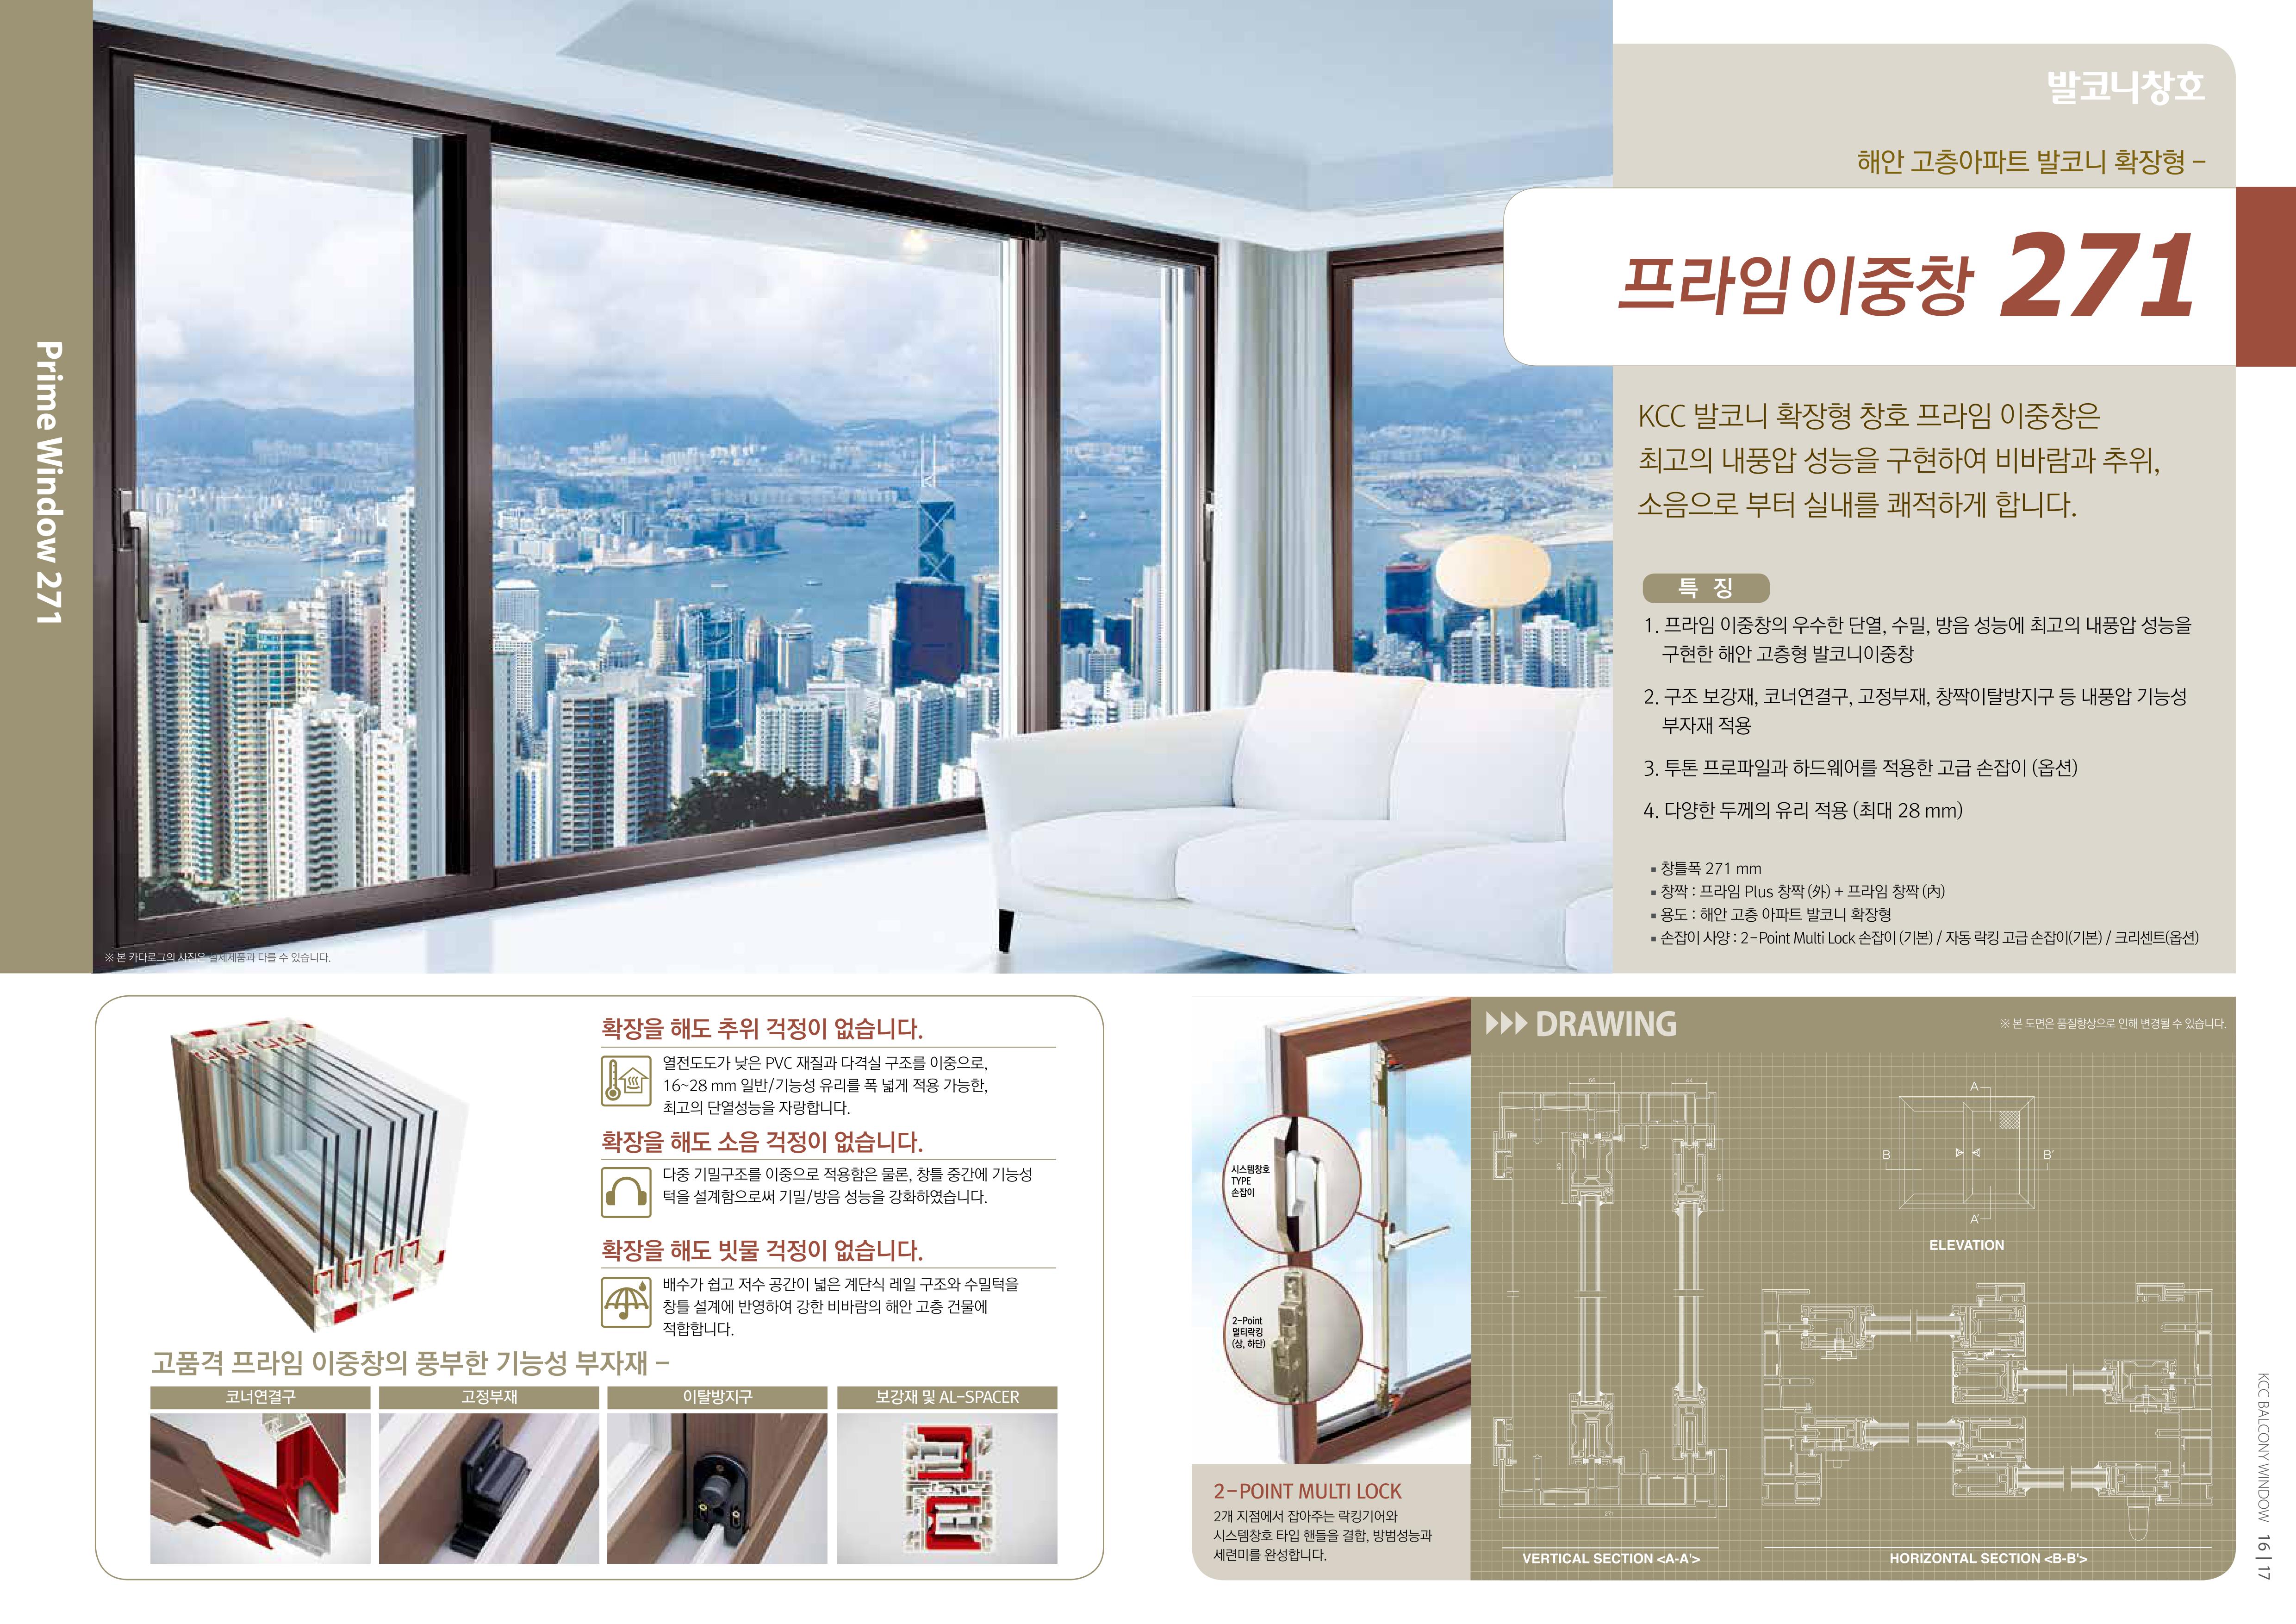 Prime Window 271
※ 본 카다로그의 사진은 실제제품과 다를 수 있습니다.
발코니창호
해안 고층아파트 발코니 확장형 –
프라임 이중창 271
KCC 발코니 확장형 창호 프라임 이중창은
최고의 내풍압 성능을 구현하여 비바람과 추위,
소음으로 부터 실내를 쾌적하게 합니다.
특 징
1. 프라임 이중창의 우수한 단열, 수밀, 방음 성능에 최고의 내풍압 성능을
구현한 해안 고층형 발코니이중창
2. 구조 보강재, 코너연결구, 고정부재, 창짝이탈방지구 등 내풍압 기능성
부자재 적용
3. 투톤 프로파일과 하드웨어를 적용한 고급 손잡이 (옵션)
4. 다양한 두께의 유리 적용 (최대 28 mm)
▪ 창틀폭 271 mm
▪ 창짝 : 프라임 Plus 창짝 (外) + 프라임 창짝 (內)
▪ 용도 : 해안 고층 아파트 발코니 확장형
▪ 손잡이 사양 : 2-Point Multi Lock 손잡이 (기본) / 자동 락킹 고급 손잡이(기본) / 크리센트(옵션)
확장을 해도 추위 걱정이 없습니다.
열전도도가 낮은 PVC 재질과 다격실 구조를 이중으로,
16~28 mm 일반/기능성 유리를 폭 넓게 적용 가능한,
최고의 단열성능을 자랑합니다.
확장을 해도 소음 걱정이 없습니다.
다중 기밀구조를 이중으로 적용함은 물론, 창틀 중간에 기능성
턱을 설계함으로써 기밀/방음 성능을 강화하였습니다.
확장을 해도 빗물 걱정이 없습니다.
배수가 쉽고 저수 공간이 넓은 계단식 레일 구조와 수밀턱을
창틀 설계에 반영하여 강한 비바람의 해안 고층 건물에
적합합니다.
고품격 프라임 이중창의 풍부한 기능성 부자재 –
코너연결구
고정부재
이탈방지구
보강재 및 AL-SPACER
시스템창호
TYPE
손잡이
2-Point
멀티락킹
(상, 하단)
2-POINT MULTI LOCK
2개 지점에서 잡아주는 락킹기어와
시스템창호 타입 핸들을 결합, 방범성능과
세련미를 완성합니다.
DRAWING
※ 본 도면은 품질향상으로 인해 변경될 수 있습니다.
A
B
B'
A'
ELEVATION
271
VERTICAL SECTION <A-A'>
HORIZONTAL SECTION <B-B'>
KCC BALCONY WINDOW 16 | 17